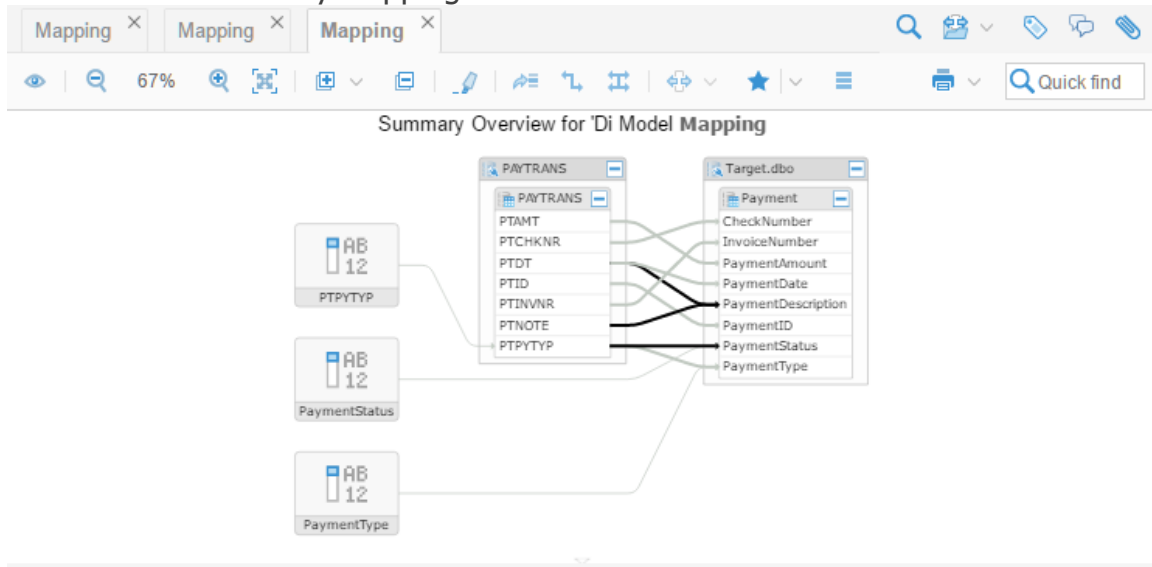 Mapping
Mapping
Mapping
67%
Quick find
Summary Overview for 'Di Model Mapping
PAYTRANS
PAYTRANS
PTAMT
PTCHKNR
PTDT
PTID
PTINVNR
PTNOTE
PTPYTYP
Target.dbo
Payment
CheckNumber
InvoiceNumber
PaymentAmount
PaymentDate
PaymentDescription
PaymentID
PaymentStatus
PaymentType
AB
12
PTPYTYP
AB
12
PaymentStatus
AB
12
PaymentType